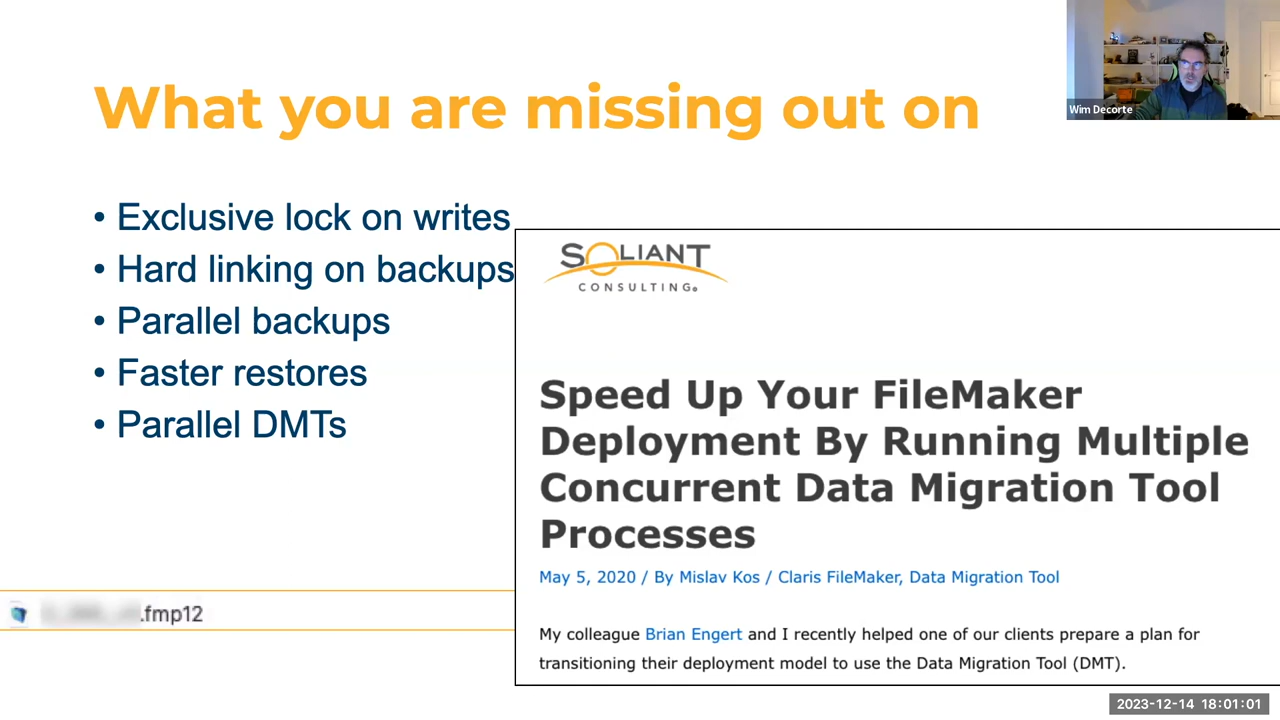 What you are missing out on
Wim Decorte
• Exclusive lock on writes
• Hard linking on backups
• Parallel backups
• Faster restores
• Parallel DMTs
SOLIANT
CONSULTING
Speed Up Your FileMaker
Deployment By Running Multiple
Concurrent Data Migration Tool
Processes
May 5, 2020 / By Mislav Kos / Claris FileMaker, Data Migration Tool
My colleague Brian Engert and I recently helped one of our clients prepare a plan for
transitioning their deployment model to use the Data Migration Tool (DMT).
.fmp12
2023-12-14 18:01:01